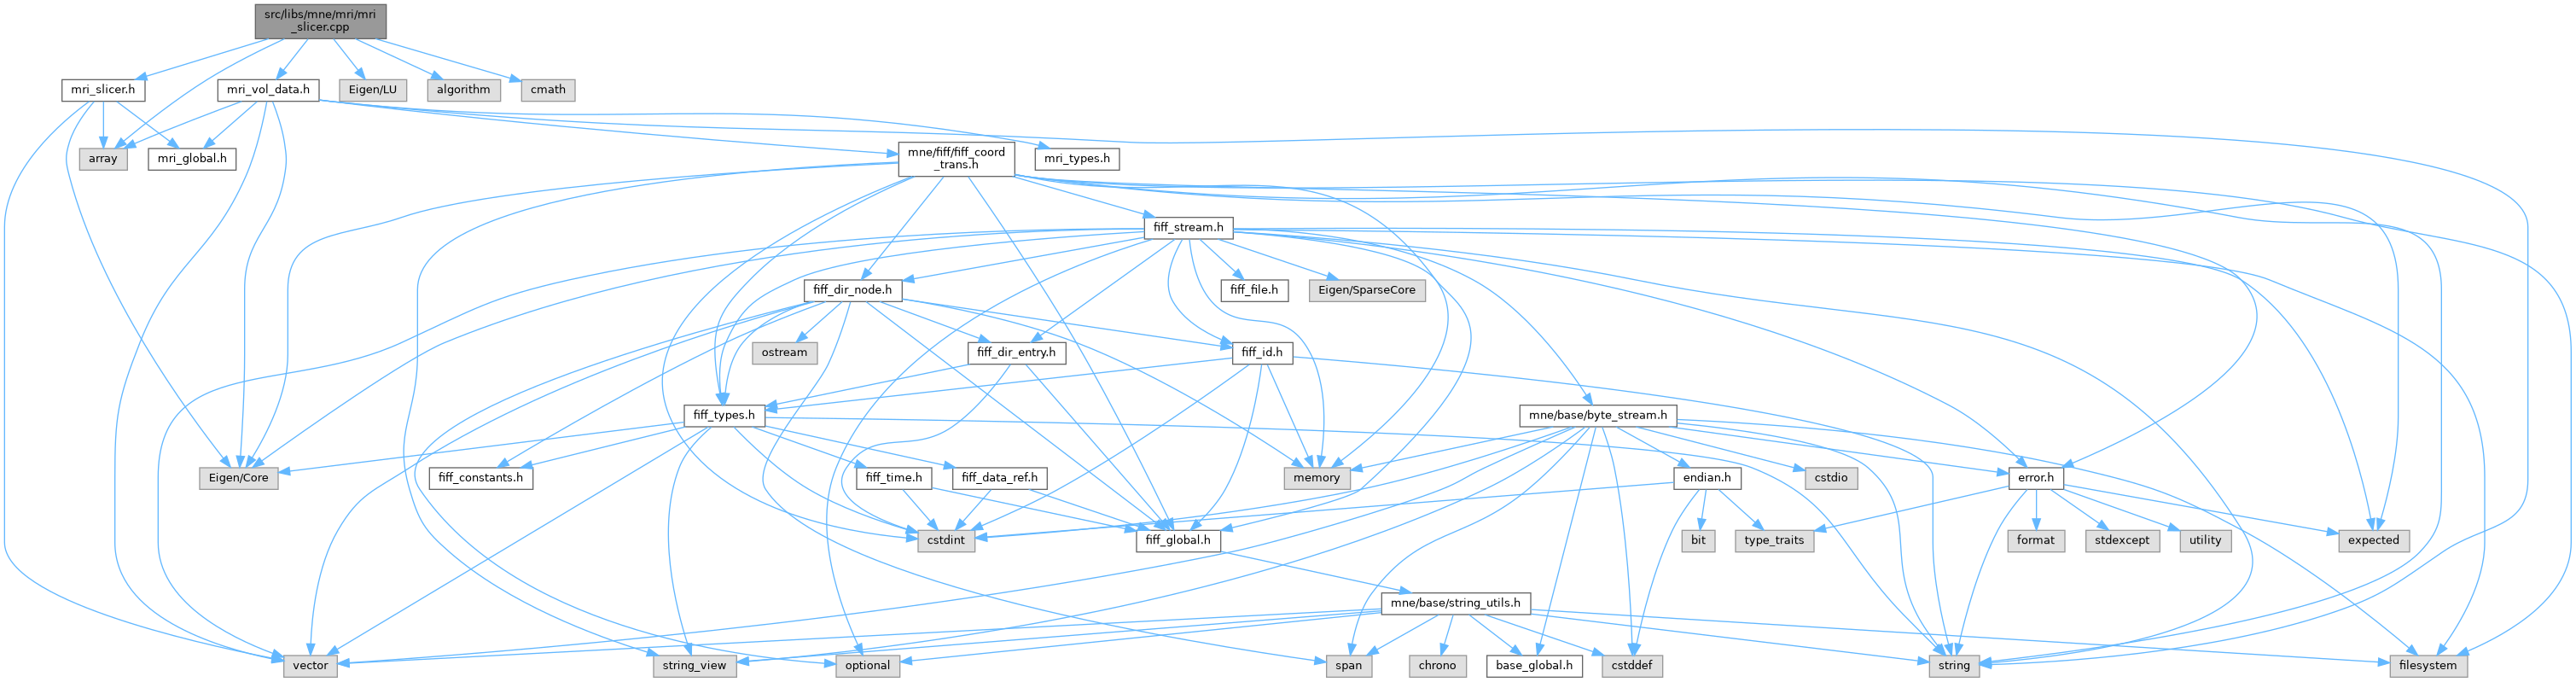 src/libs/mne/mri/mri
_slicer.cpp
mri_slicer.h
mri_vol_data.h
Eigen/LU
algorithm
cmath
array
mri_global.h
mne/fiff/fiff_coord
_trans.h
mri_types.h
fiff_stream.h
fiff_dir_node.h
fiff_file.h
Eigen/SparseCore
ostream
fiff_dir_entry.h
fiff_id.h
fiff_types.h
mne/base/byte_stream.h
Eigen/Core
fiff_constants.h
fiff_time.h
fiff_data_ref.h
memory
endian.h
cstdio
error.h
cstdint
fiff_global.h
bit
type_traits
format
stdexcept
utility
expected
mne/base/string_utils.h
vector
string_view
optional
span
chrono
base_global.h
cstddef
string
filesystem